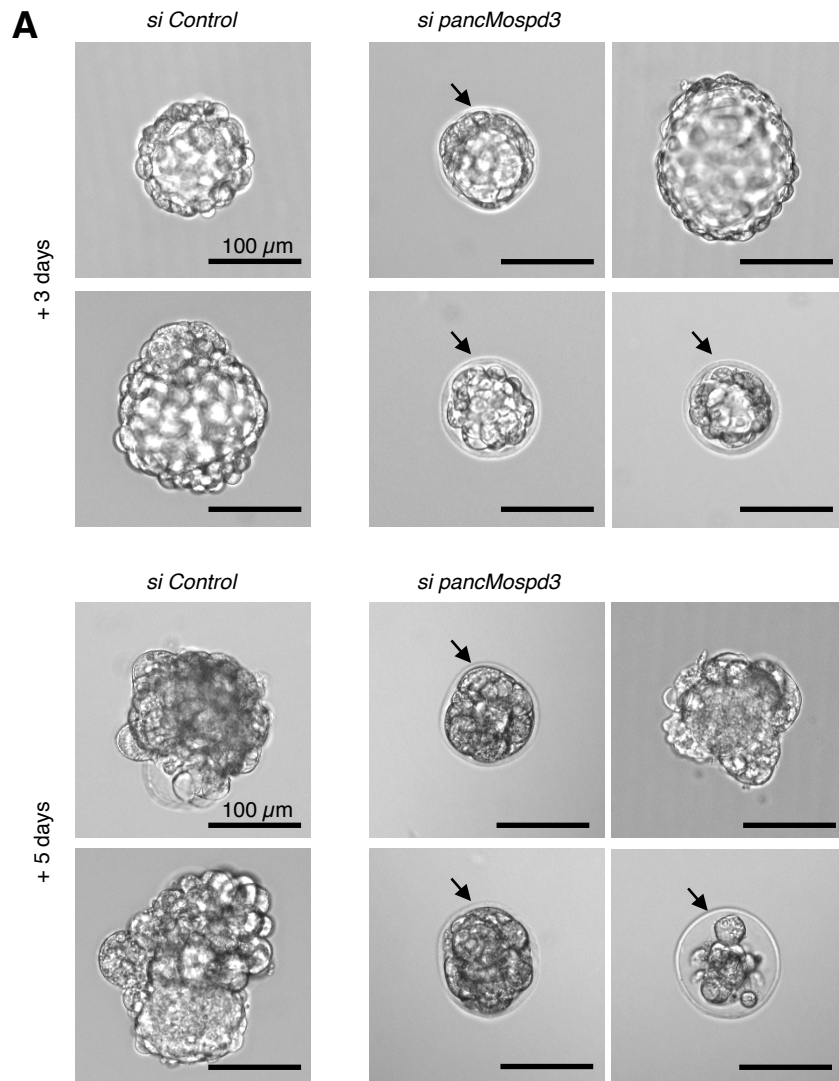 A
si Control
si pancMospd3
+ 3 days
100 µm
si Control
si pancMospd3
+ 5 days
100 µm